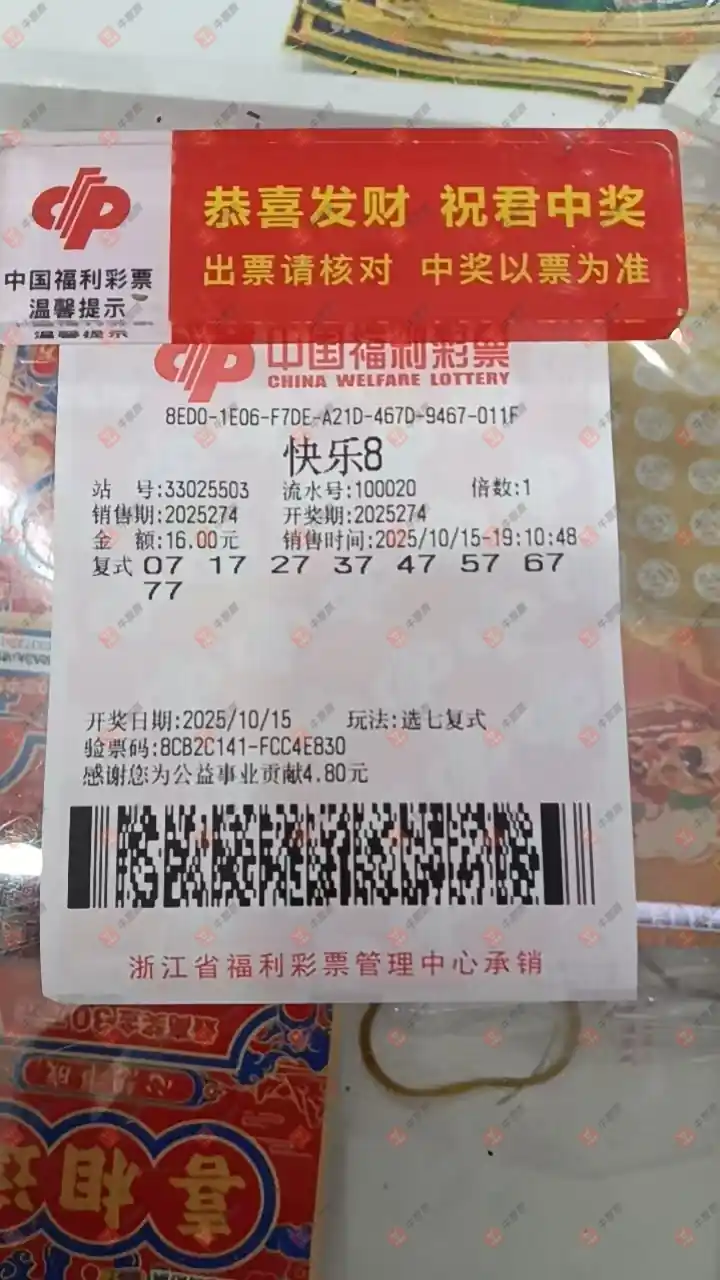 恭喜发财 祝君中奖
出票请核对 中奖以票为准
中国福利彩票
温馨提示
中国福利彩票
CHINA WELFARE LOTTERY
8ED0-1E06-F7DE-A21D-467D-9467-011F
快乐8
站 号:33025503 流水号:100020 倍数:1
销售期:2025274 开奖期:2025274
金 额:16.00元 销售时间:2025/10/15-19:10:48
复式 07 17 27 37 47 57 67
77
开奖日期:2025/10/15 玩法:选七复式
验票码:8CB2C141-FCC4E830
感谢您为公益事业贡献4.80元
浙江省福利彩票管理中心承销
喜相